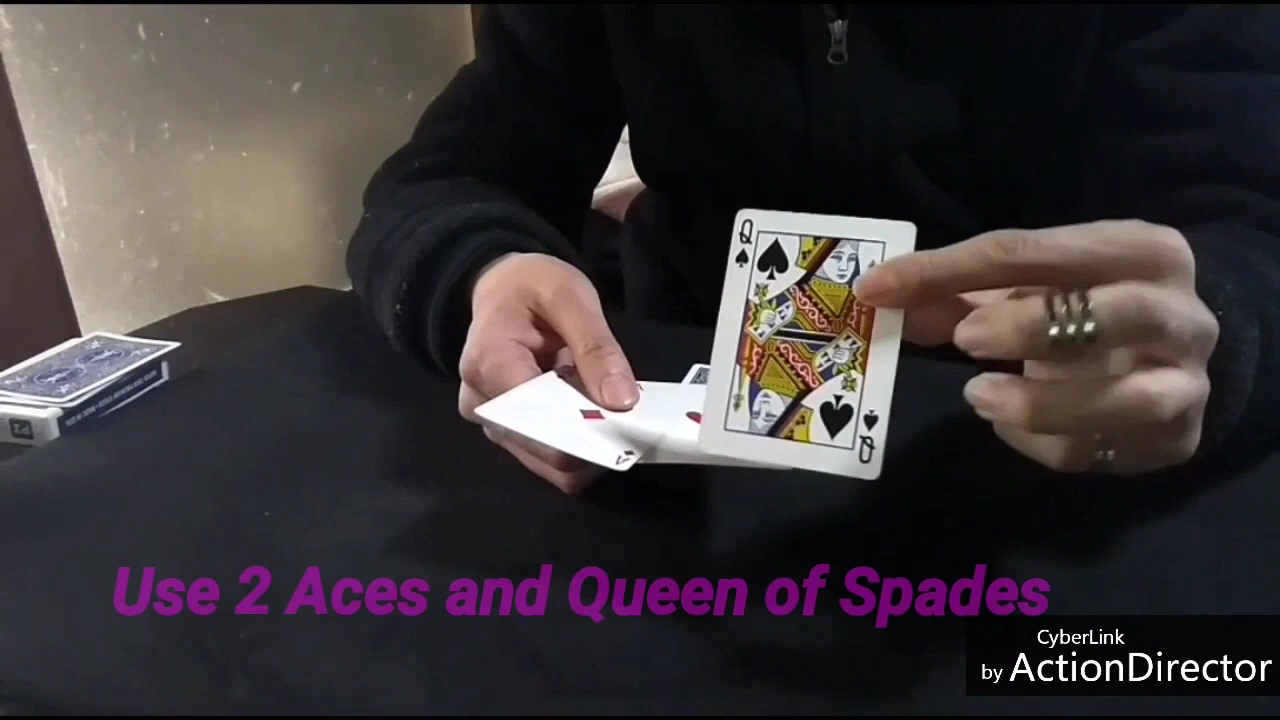 Q
Q
A
Use 2 Aces and Queen of Spades
CyberLink
by ActionDirector